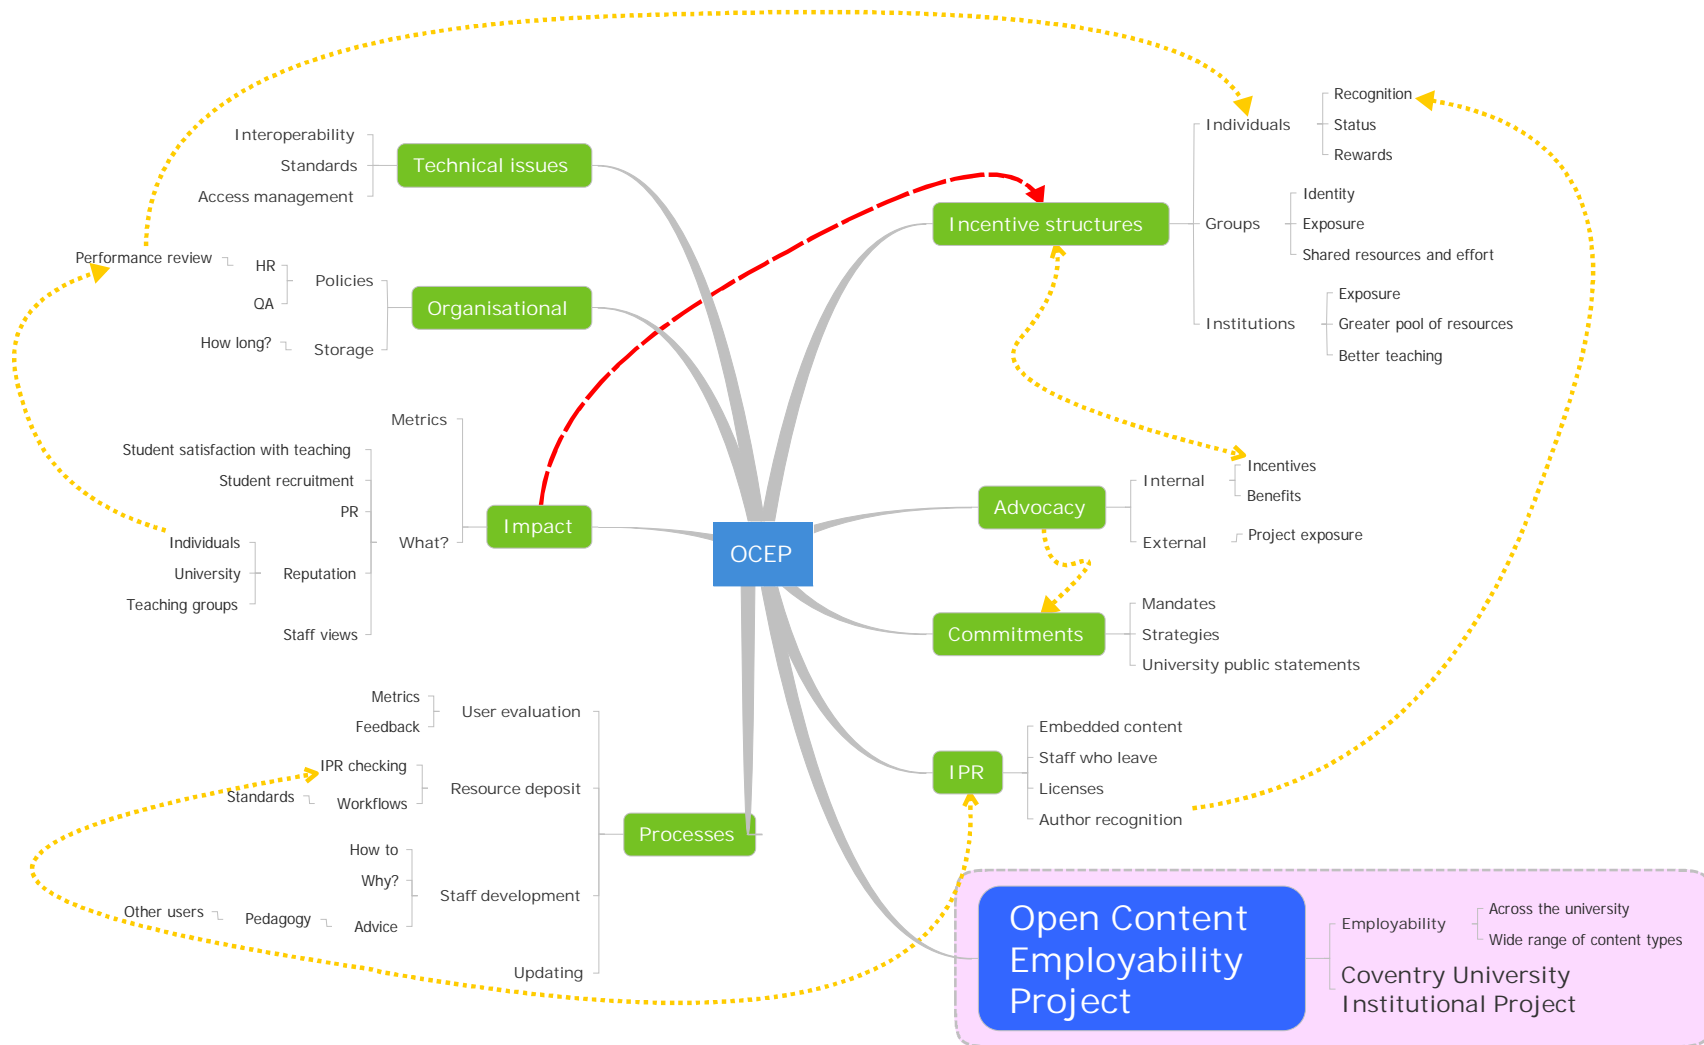 OCEP
Technical issues
Interoperability
Standards
Access management
Organisational
Policies
HR
Performance review
QA
Storage
How long?
Impact
Metrics
What?
Student satisfaction with teaching
Student recruitment
PR
Reputation
Individuals
University
Teaching groups
Staff views
Processes
User evaluation
Metrics
Feedback
Resource deposit
IPR checking
Workflows
Standards
Staff development
How to
Why?
Advice
Pedagogy
Other users
Updating
Incentive structures
Individuals
Recognition
Status
Rewards
Groups
Identity
Exposure
Shared resources and effort
Institutions
Exposure
Greater pool of resources
Better teaching
Advocacy
Internal
Incentives
Benefits
External
Project exposure
Commitments
Mandates
Strategies
University public statements
IPR
Embedded content
Staff who leave
Licenses
Author recognition
Open Content
Employability
Project
Employability
Across the university
Wide range of content types
Coventry University
Institutional Project